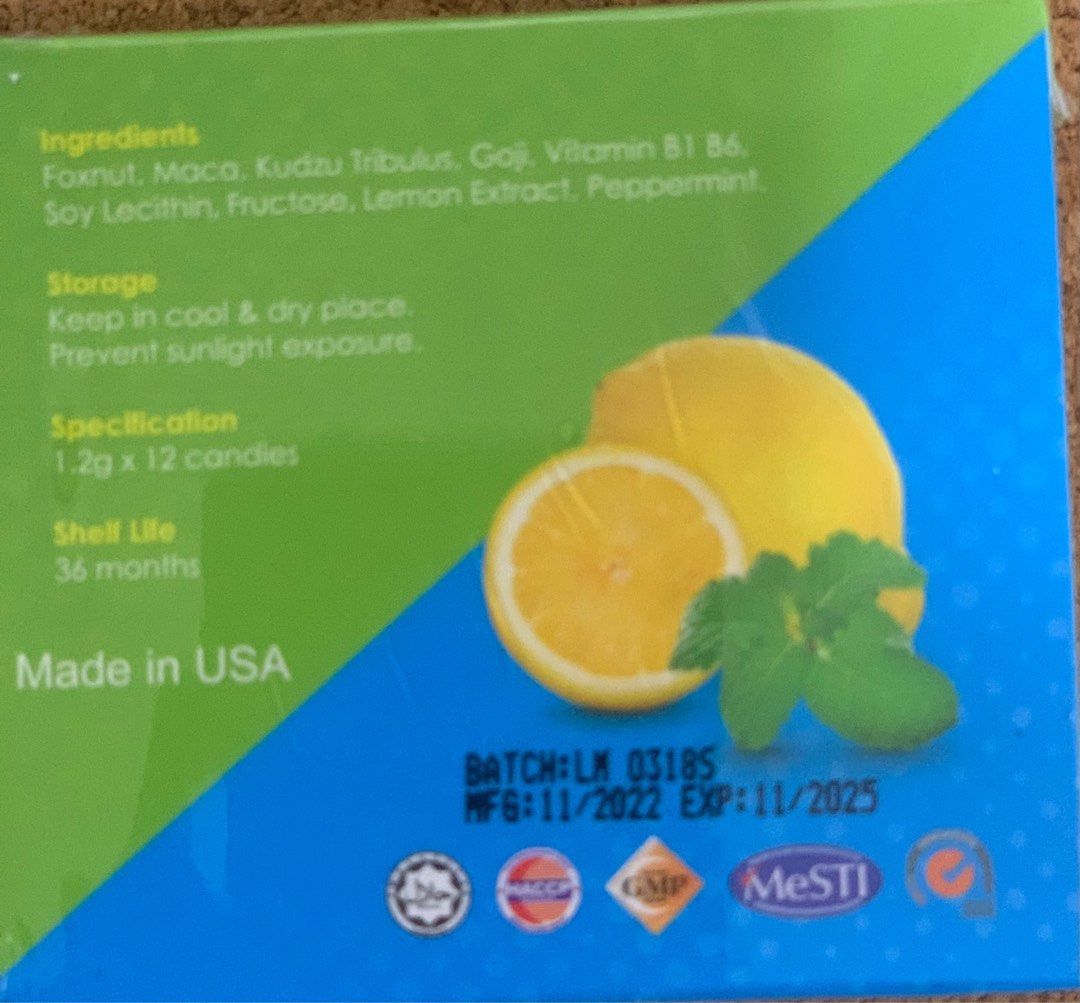 Ingredients
Foxnut, Maca, Kudzu Tribulus, Goji, Vitamin B1 B6,
Soy Lecithin, Fructose, Lemon Extract, Peppermint.
Storage
Keep in cool & dry place.
Prevent sunlight exposure.
Specification
1.2g x 12 candies
Shelf Life
36 months
Made in USA
BATCH:LM 03185
MFG:11/2022 EXP:11/2025
HACCP
GMP
MeSTI